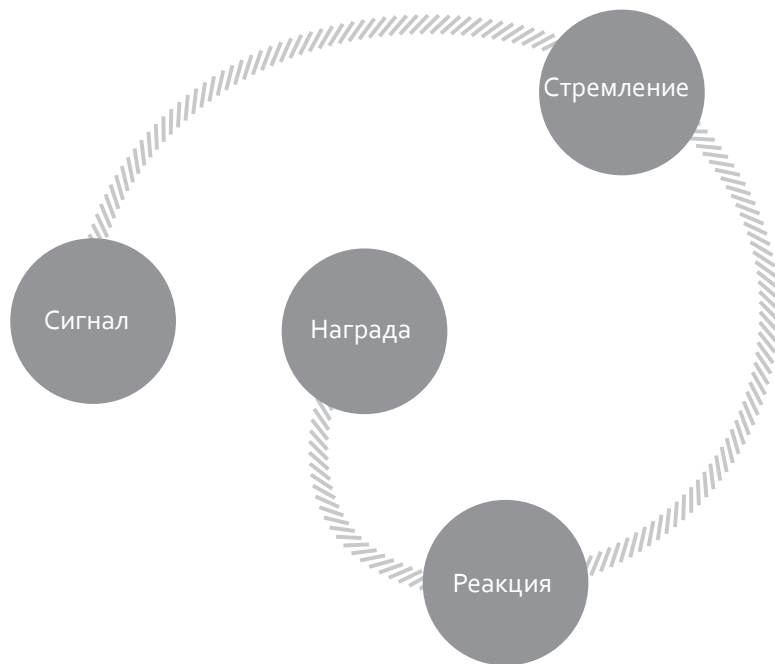 Стремление
Сигнал
Награда
Реакция